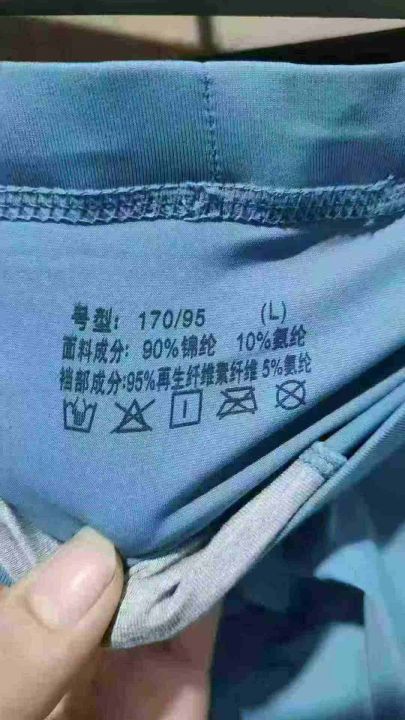 号型: 170/95 (L)
面料成分: 90%锦纶 10%氨纶
裆部成分:95%再生纤维素纤维 5%氨纶